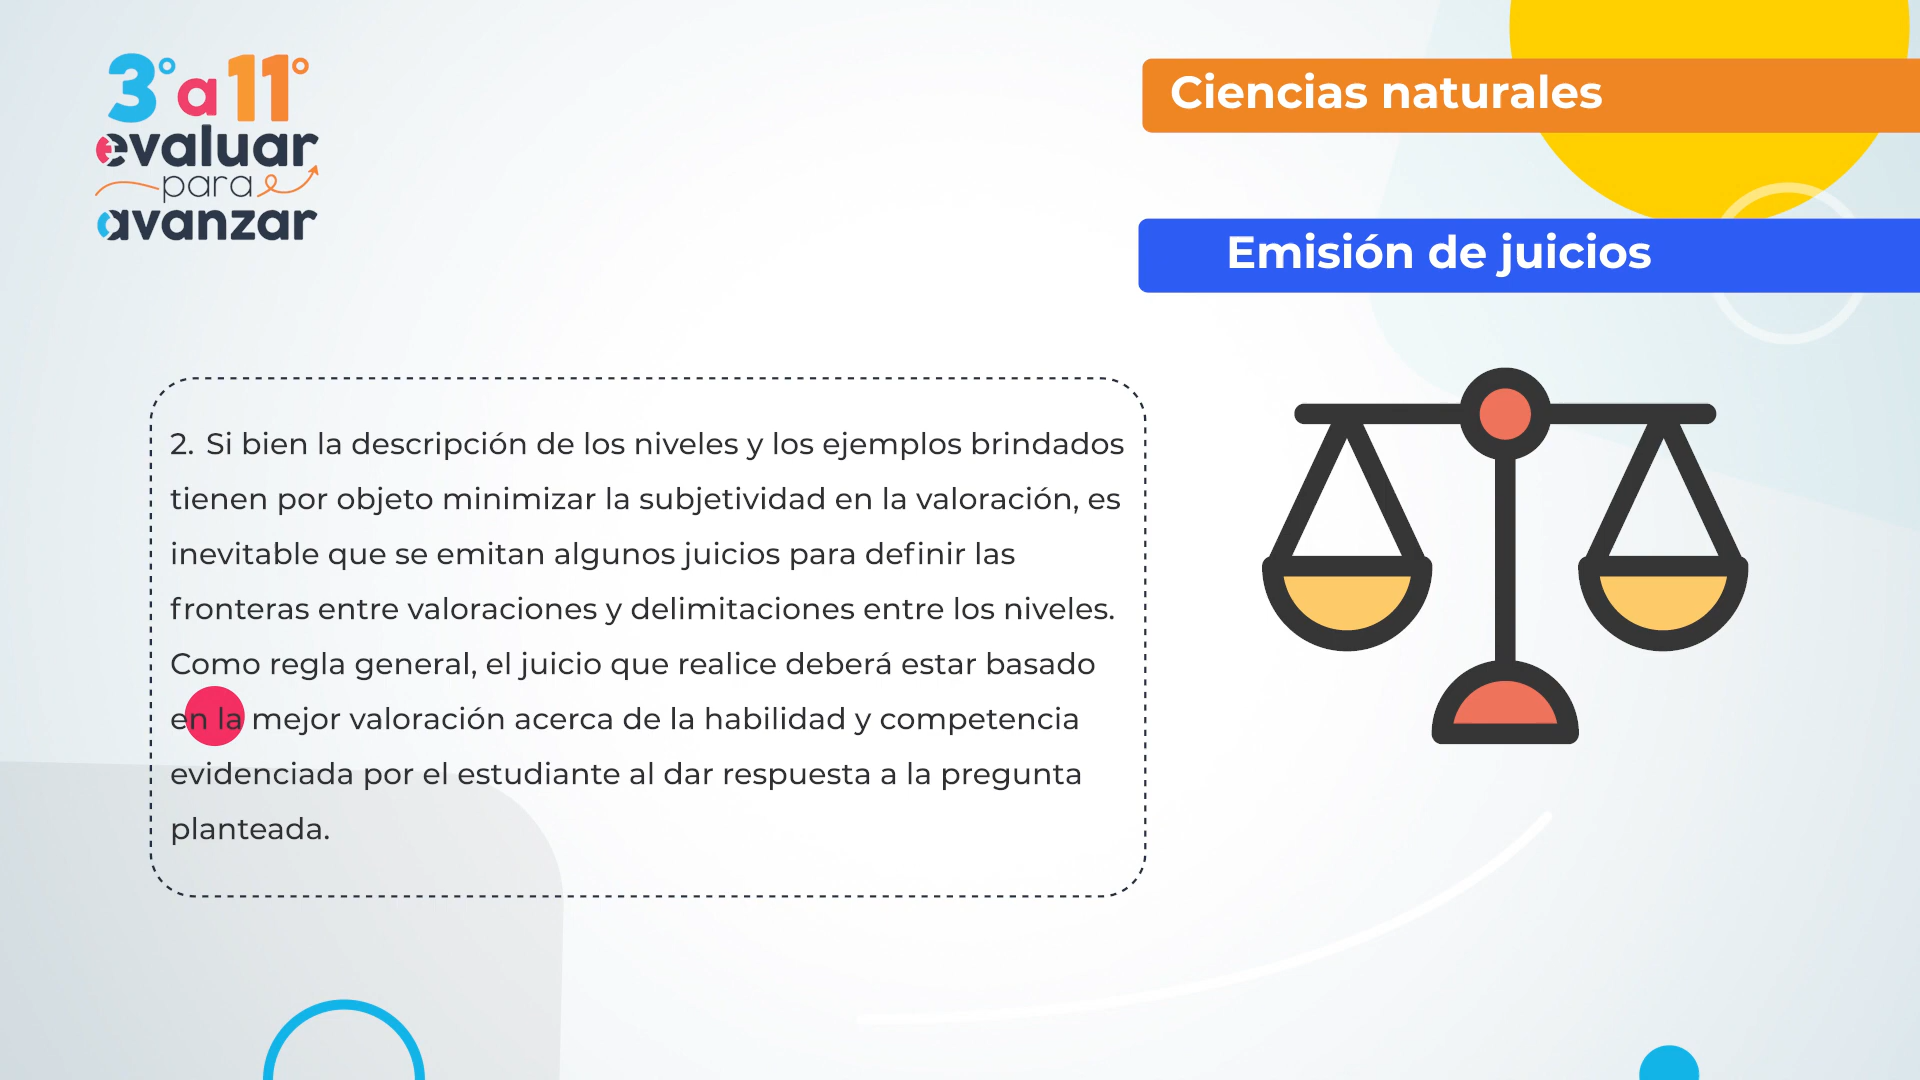 3° a 11°
evaluar
para
avanzar
Ciencias naturales
Emisión de juicios
2. Si bien la descripción de los niveles y los ejemplos brindados
tienen por objeto minimizar la subjetividad en la valoración, es
inevitable que se emitan algunos juicios para definir las
fronteras entre valoraciones y delimitaciones entre los niveles.
Como regla general, el juicio que realice deberá estar basado
en la mejor valoración acerca de la habilidad y competencia
evidenciada por el estudiante al dar respuesta a la pregunta
planteada.